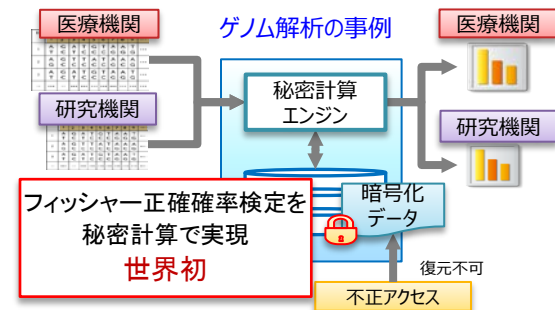 医療機関
ゲノム解析の事例
医療機関
研究機関
秘密計算
エンジン
研究機関
フィッシャー正確確率検定を
秘密計算で実現
世界初
暗号化
データ
復元不可
不正アクセス